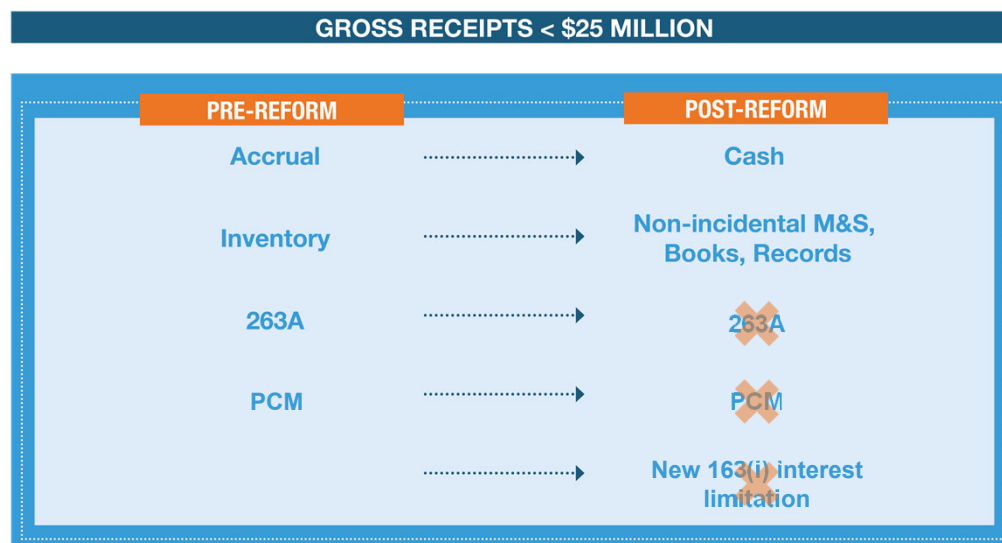 GROSS RECEIPTS < $25 MILLION
PRE-REFORM
POST-REFORM
Accrual
Cash
Inventory
Non-incidental M&S,
Books, Records
263A
263A
PCM
PCM
New 163(i) interest
limitation